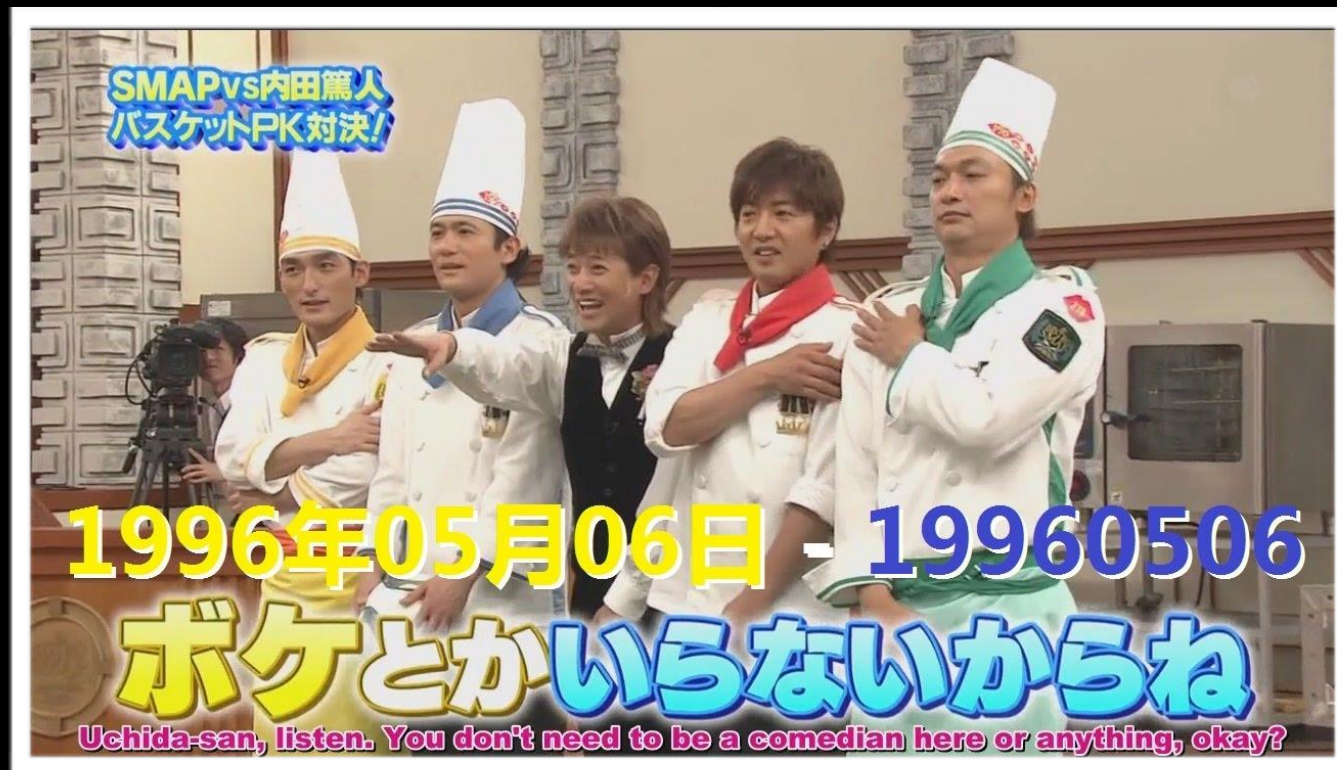 SMAPVS内田篤人
バスケットPK対決!
1996年05月06日 - 19960506
ボケとかいらないからね
Uchida-san, listen. You don't need to be a comedian here or anything, okay?